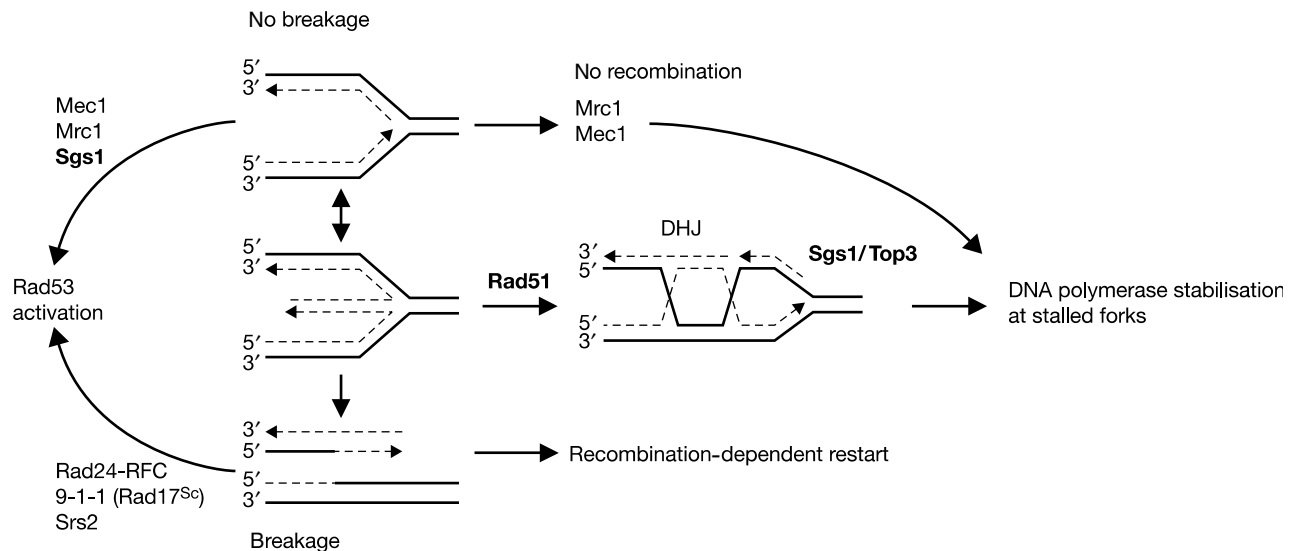 No breakage
5′
3′
5′
3′
Mec1
Mrc1
Sgs1
No recombination
Mrc1
Mec1
Rad53
activation
5′
3′
5′
3′
Rad51
DHJ
3′
5′
5′
3′
Sgs1/Top3
DNA polymerase stabilisation
at stalled forks
3′
5′
5′
3′
Rad24-RFC
9-1-1 (Rad17Sc)
Srs2
Recombination-dependent restart
Breakage